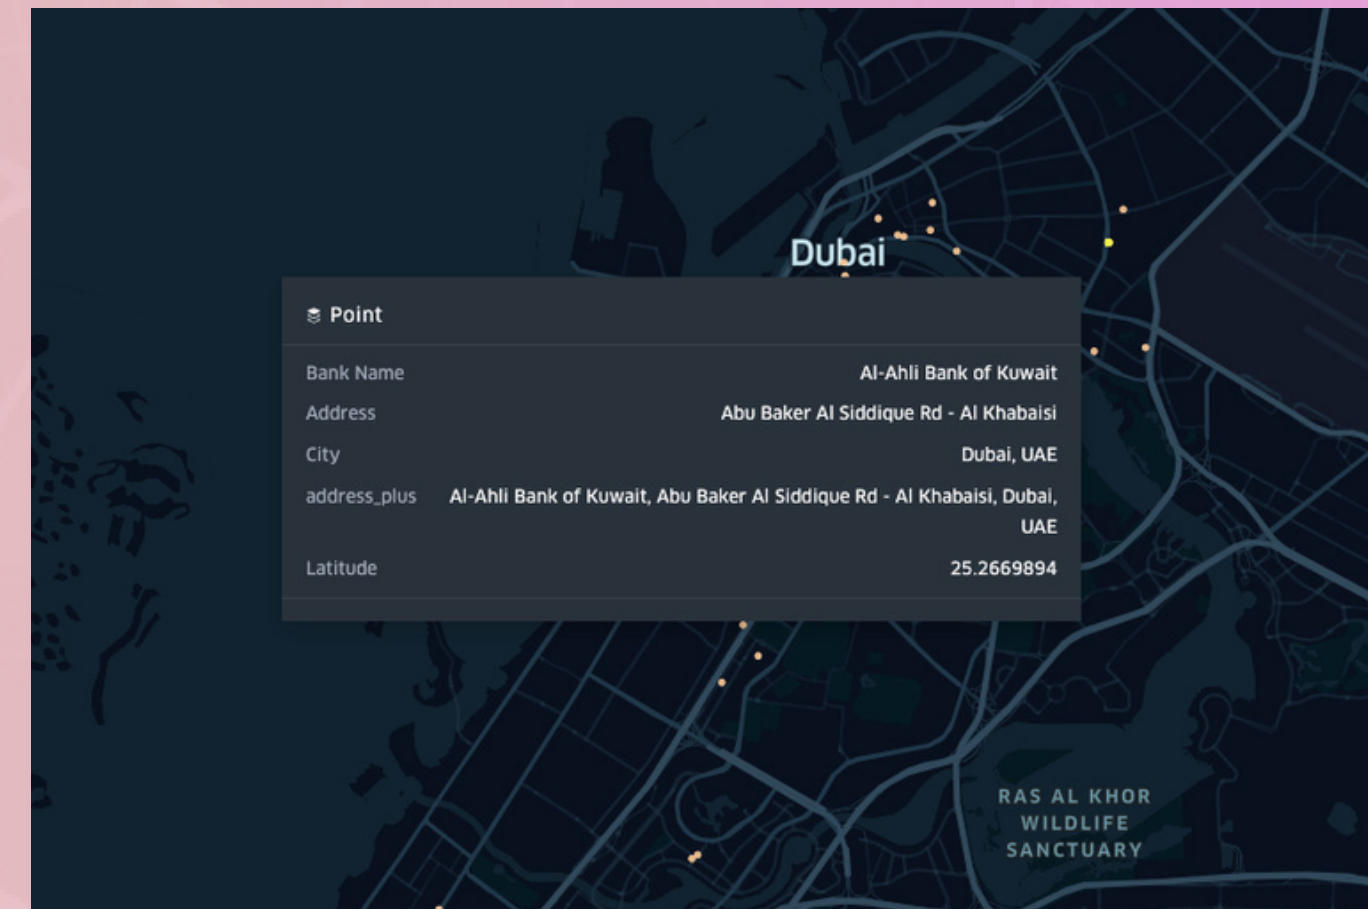 Dubai
Point
Bank Name Al-Ahli Bank of Kuwait
Address Abu Baker Al Siddique Rd - Al Khabaisi
City Dubai, UAE
address_plus Al-Ahli Bank of Kuwait, Abu Baker Al Siddique Rd - Al Khabaisi, Dubai,
UAE
Latitude 25.2669894
RAS AL KHOR
WILDLIFE
SANCTUARY